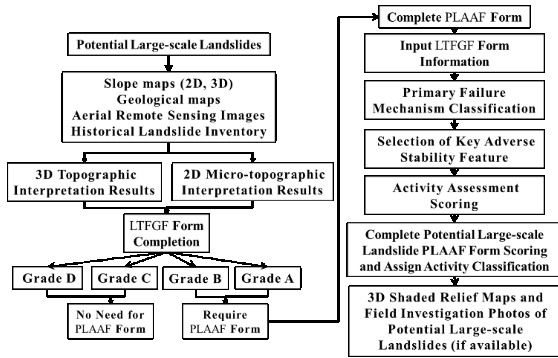 Potential Large-scale Landslides
Slope maps (2D, 3D)
Geological maps
Aerial Remote Sensing Images
Historical Landslide Inventory
3D Topographic
Interpretation Results
2D Micro-topographic
Interpretation Results
LTFGF Form
Completion
Grade D
Grade C
Grade B
Grade A
No Need for
PLAAF Form
Require
PLAAF Form
Complete PLAAF Form
Input LTFGF Form
Information
Primary Failure
Mechanism Classification
Selection of Key Adverse
Stability Feature
Activity Assessment
Scoring
Complete Potential Large-scale
Landslide PLAAF Form Scoring
and Assign Activity Classification
3D Shaded Relief Maps and
Field Investigation Photos of
Potential Large-scale
Landslides (if available)